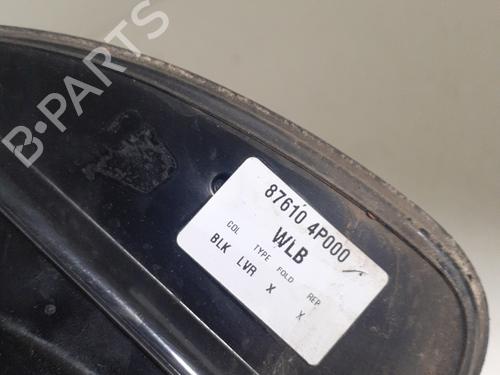 B-PARTS
87610 4P000
WLB
COL TYPE FOLD REP
BLK LVR X X